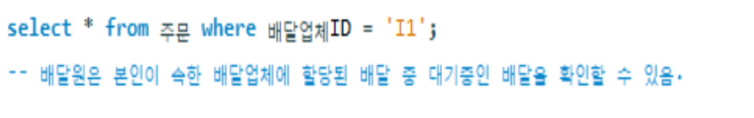 select * from 주문 where 배달업체ID = 'I1';
-- 배달원은 본인이 속한 배달업체에 할당된 배달 중 대기중인 배달을 확인할 수 있음.